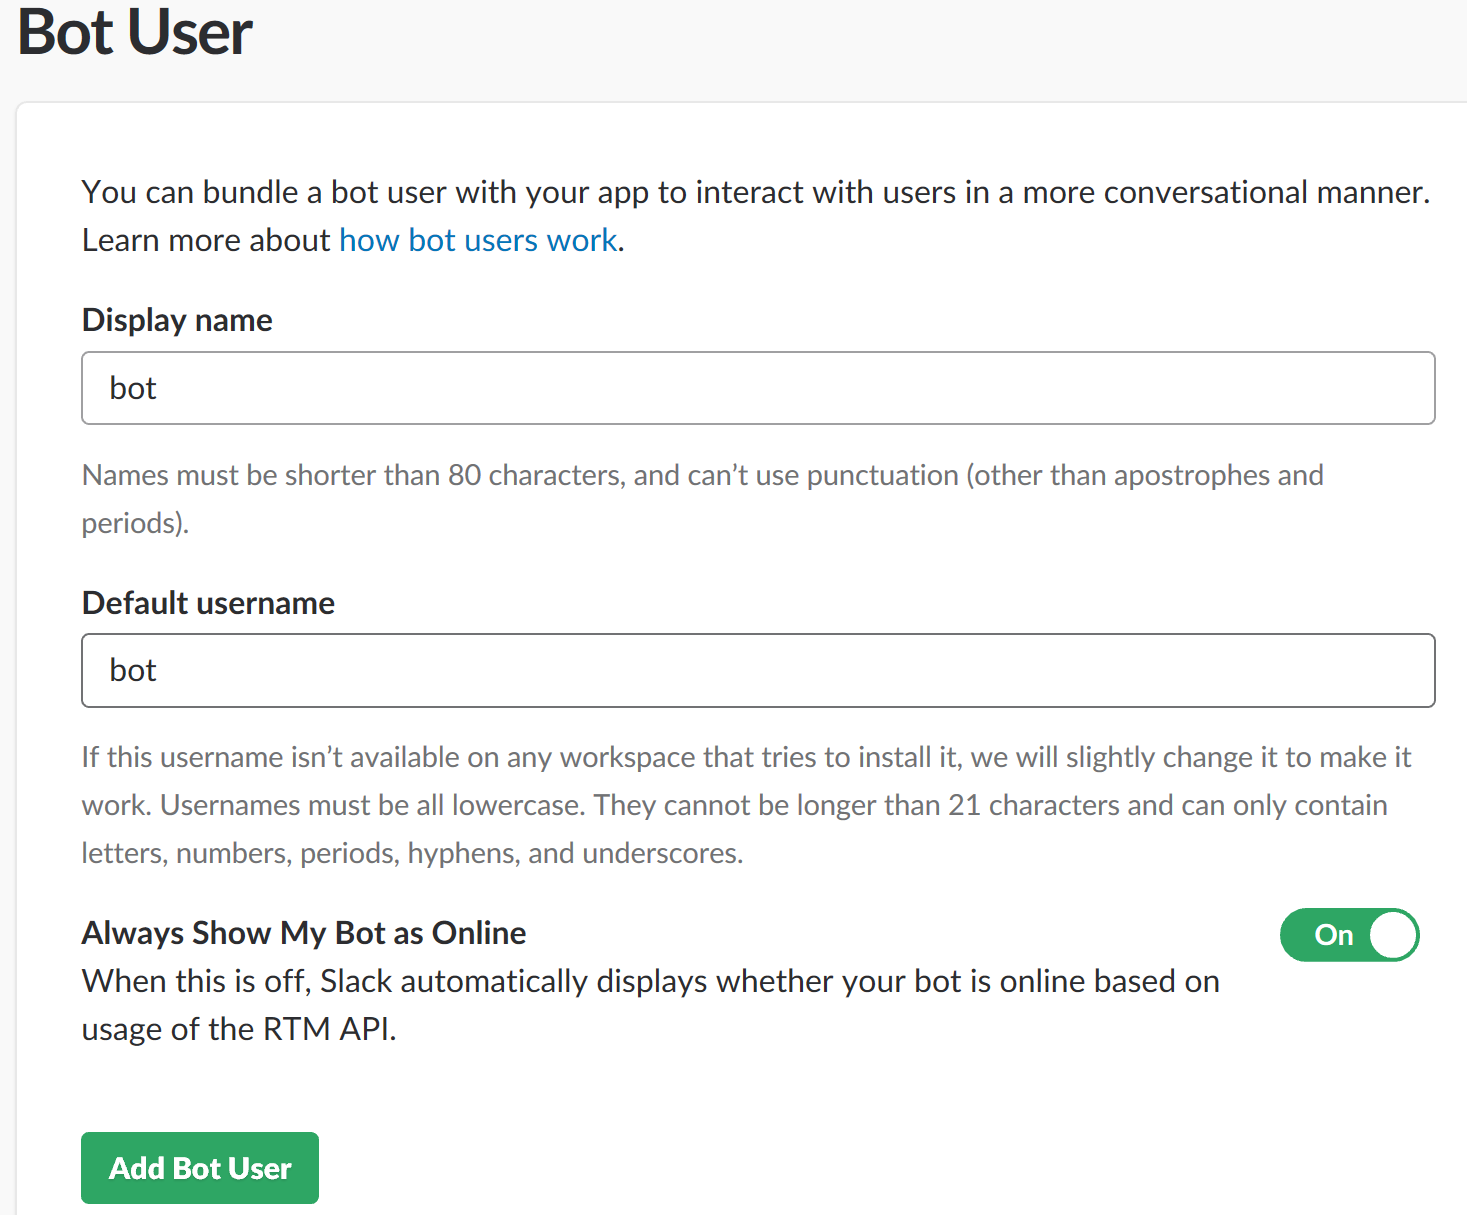 Bot User
You can bundle a bot user with your app to interact with users in a more conversational manner.
Learn more about how bot users work.
Display name
bot
Names must be shorter than 80 characters, and can’t use punctuation (other than apostrophes and
periods).
Default username
bot
If this username isn’t available on any workspace that tries to install it, we will slightly change it to make it
work. Usernames must be all lowercase. They cannot be longer than 21 characters and can only contain
letters, numbers, periods, hyphens, and underscores.
Always Show My Bot as Online
On
When this is off, Slack automatically displays whether your bot is online based on
usage of the RTM API.
Add Bot User